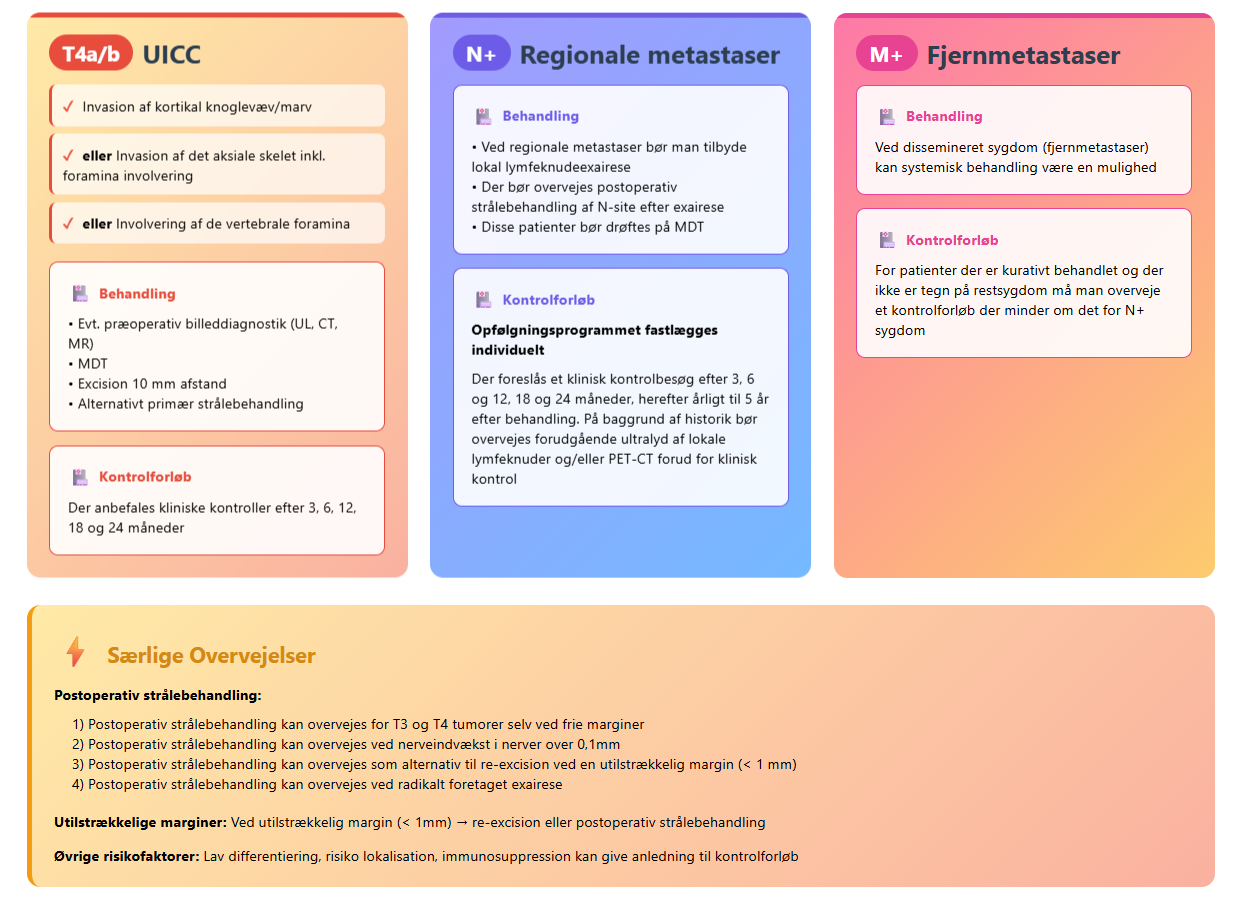 T4a/b UICC
✓ Invasion af kortikal knoglevæv/marv
✓ eller Invasion af det aksiale skelet inkl.
foramina involvering
✓ eller Involvering af de vertebrale foramina
Behandling
• Evt. præoperativ billeddiagnostik (UL, CT,
MR)
• MDT
• Excision 10 mm afstand
• Alternativt primær strålebehandling
Kontrolforløb
Der anbefales kliniske kontroller efter 3, 6, 12,
18 og 24 måneder
N+ Regionale metastaser
Behandling
• Ved regionale metastaser bør man tilbyde
lokal lymfeknudeexairese
• Der bør overvejes postoperativ
strålebehandling af N-site efter exairese
• Disse patienter bør drøftes på MDT
Kontrolforløb
Opfølgningsprogrammet fastlægges
individuelt
Der foreslås et klinisk kontrolbesøg efter 3, 6
og 12, 18 og 24 måneder, herefter årligt til 5 år
efter behandling. På baggrund af historik bør
overvejes forudgående ultralyd af lokale
lymfeknuder og/eller PET-CT forud for klinisk
kontrol
M+ Fjernmetastaser
Behandling
Ved dissemineret sygdom (fjernmetastaser)
kan systemisk behandling være en mulighed
Kontrolforløb
For patienter der er kurativt behandlet og der
ikke er tegn på restsygdom må man overveje
et kontrolforløb der minder om det for N+
sygdom
Særlige Overvejelser
Postoperativ strålebehandling:
1) Postoperativ strålebehandling kan overvejes for T3 og T4 tumorer selv ved frie marginer
2) Postoperativ strålebehandling kan overvejes ved nerveindvækst i nerver over 0,1mm
3) Postoperativ strålebehandling kan overvejes som alternativ til re-excision ved en utilstrækkelig margin (< 1 mm)
4) Postoperativ strålebehandling kan overvejes ved radikalt foretaget exairese
Utilstrækkelige marginer: Ved utilstrækkelig margin (< 1mm) → re-excision eller postoperativ strålebehandling
Øvrige risikofaktorer: Lav differentiering, risiko lokalisation, immunosuppression kan give anledning til kontrolforløb